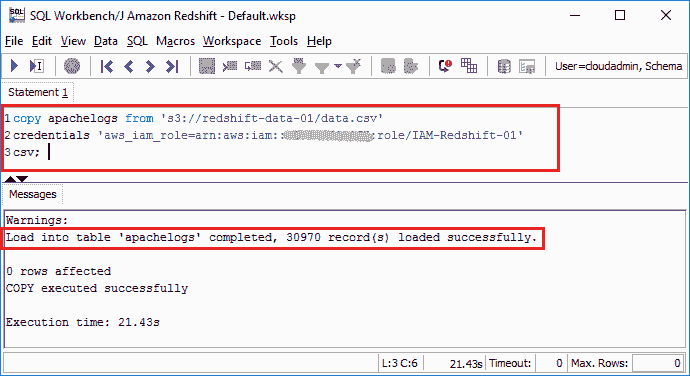 SQL Workbench/J Amazon Redshift - Default.wksp
File Edit View Data SQL Macros Workspace Tools Help
User=cloudadmin, Schema
Statement 1
1 copy apachelogs from 's3://redshift-data-01/data.csv'
2 credentials 'aws_iam_role=arn:aws:iam:: :role/IAM-Redshift-01'
3 csv;
Messages
Warnings:
Load into table 'apachelogs' completed, 30970 record(s) loaded successfully.
0 rows affected
COPY executed successfully
Execution time: 21.43s
L:3 C:6 21.43s Timeout: 0 Max. Rows: 0